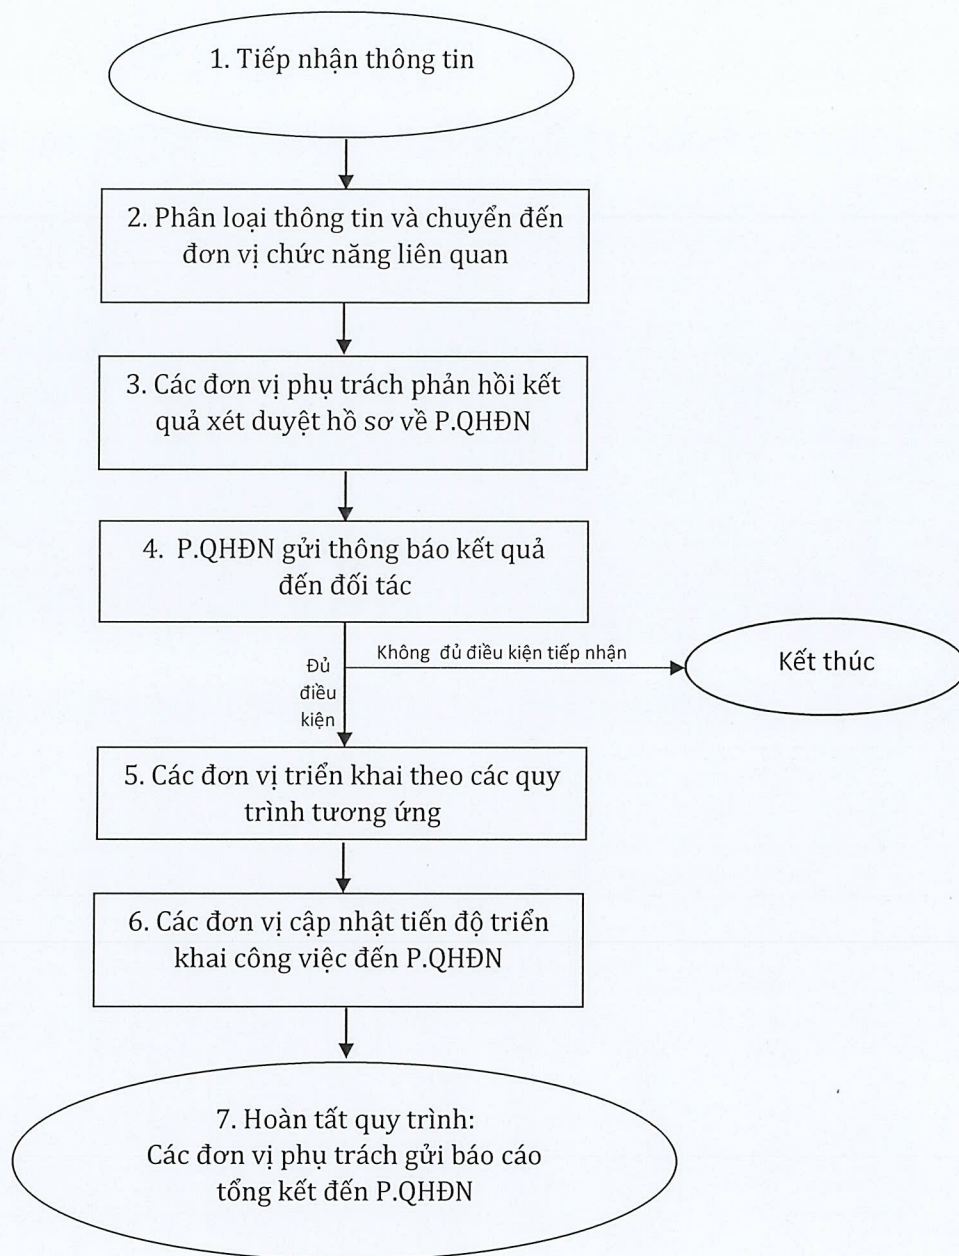 1. Tiếp nhận thông tin
2. Phân loại thông tin và chuyển đến
đơn vị chức năng liên quan
3. Các đơn vị phụ trách phản hồi kết
quả xét duyệt hồ sơ về P.QHĐN
4. P.QHĐN gửi thông báo kết quả
đến đối tác
Không đủ điều kiện tiếp nhận
Kết thúc
Đủ
điều
kiện
5. Các đơn vị triển khai theo các quy
trình tương ứng
6. Các đơn vị cập nhật tiến độ triển
khai công việc đến P.QHĐN
7. Hoàn tất quy trình:
Các đơn vị phụ trách gửi báo cáo
tổng kết đến P.QHĐN